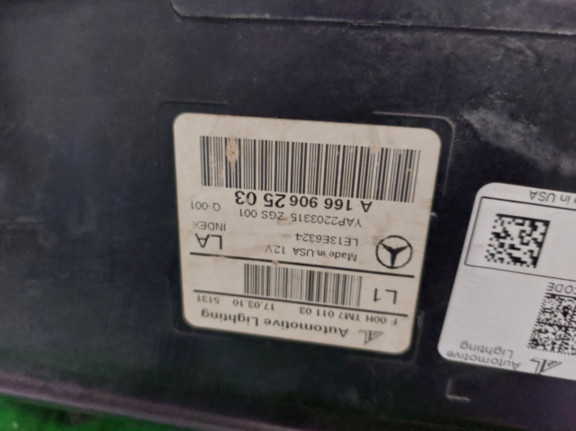 Automotive Lighting
F 00H TM7 011 03
17.03.10 5131
L1
Made in USA 12V
LE13E6324
LA
INDEX
YAP2203315 ZGS 001
Q-001
A 166 906 25 03
Automotive
Lighting
CODE
in USA